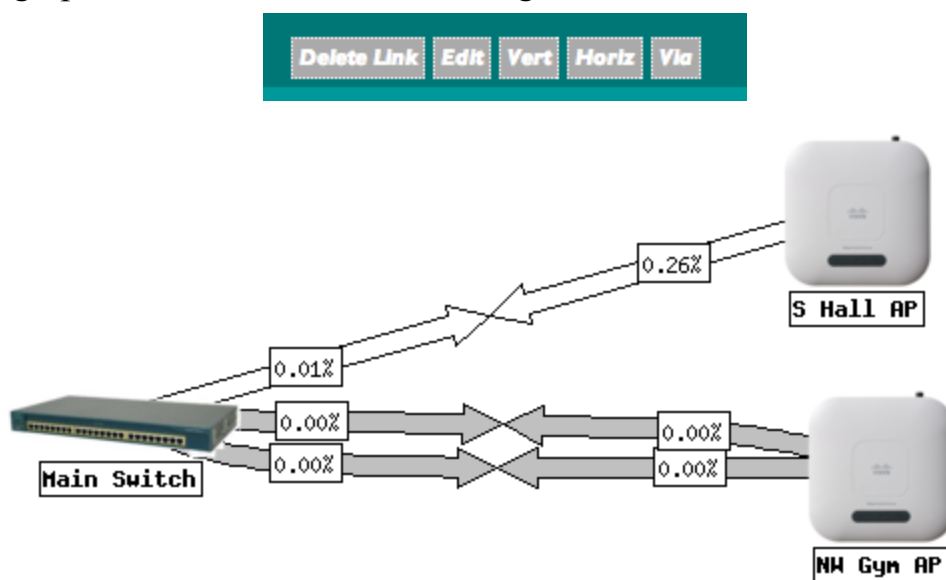 Delete Link Edit Vert Horiz Via
0.26%
S Hall AP
0.01%
0.00% 0.00%
0.00% 0.00%
Main Switch
NW Gym AP